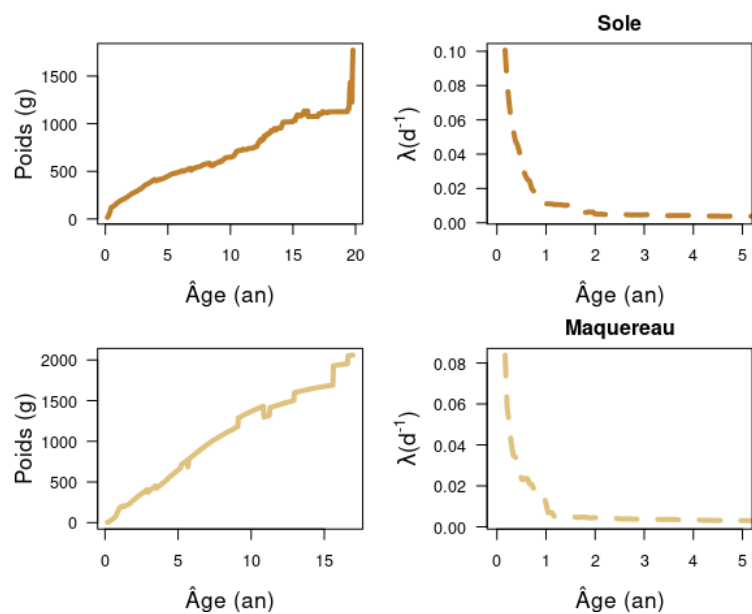 Sole
Poids (g)
1500
1000
500
0
0 5 10 15 20
Âge (an)
λ(d⁻¹)
0.10
0.08
0.06
0.04
0.02
0.00
0 1 2 3 4 5
Âge (an)
Maquereau
Poids (g)
2000
1500
1000
500
0
0 5 10 15
Âge (an)
λ(d⁻¹)
0.08
0.06
0.04
0.02
0.00
0 1 2 3 4 5
Âge (an)